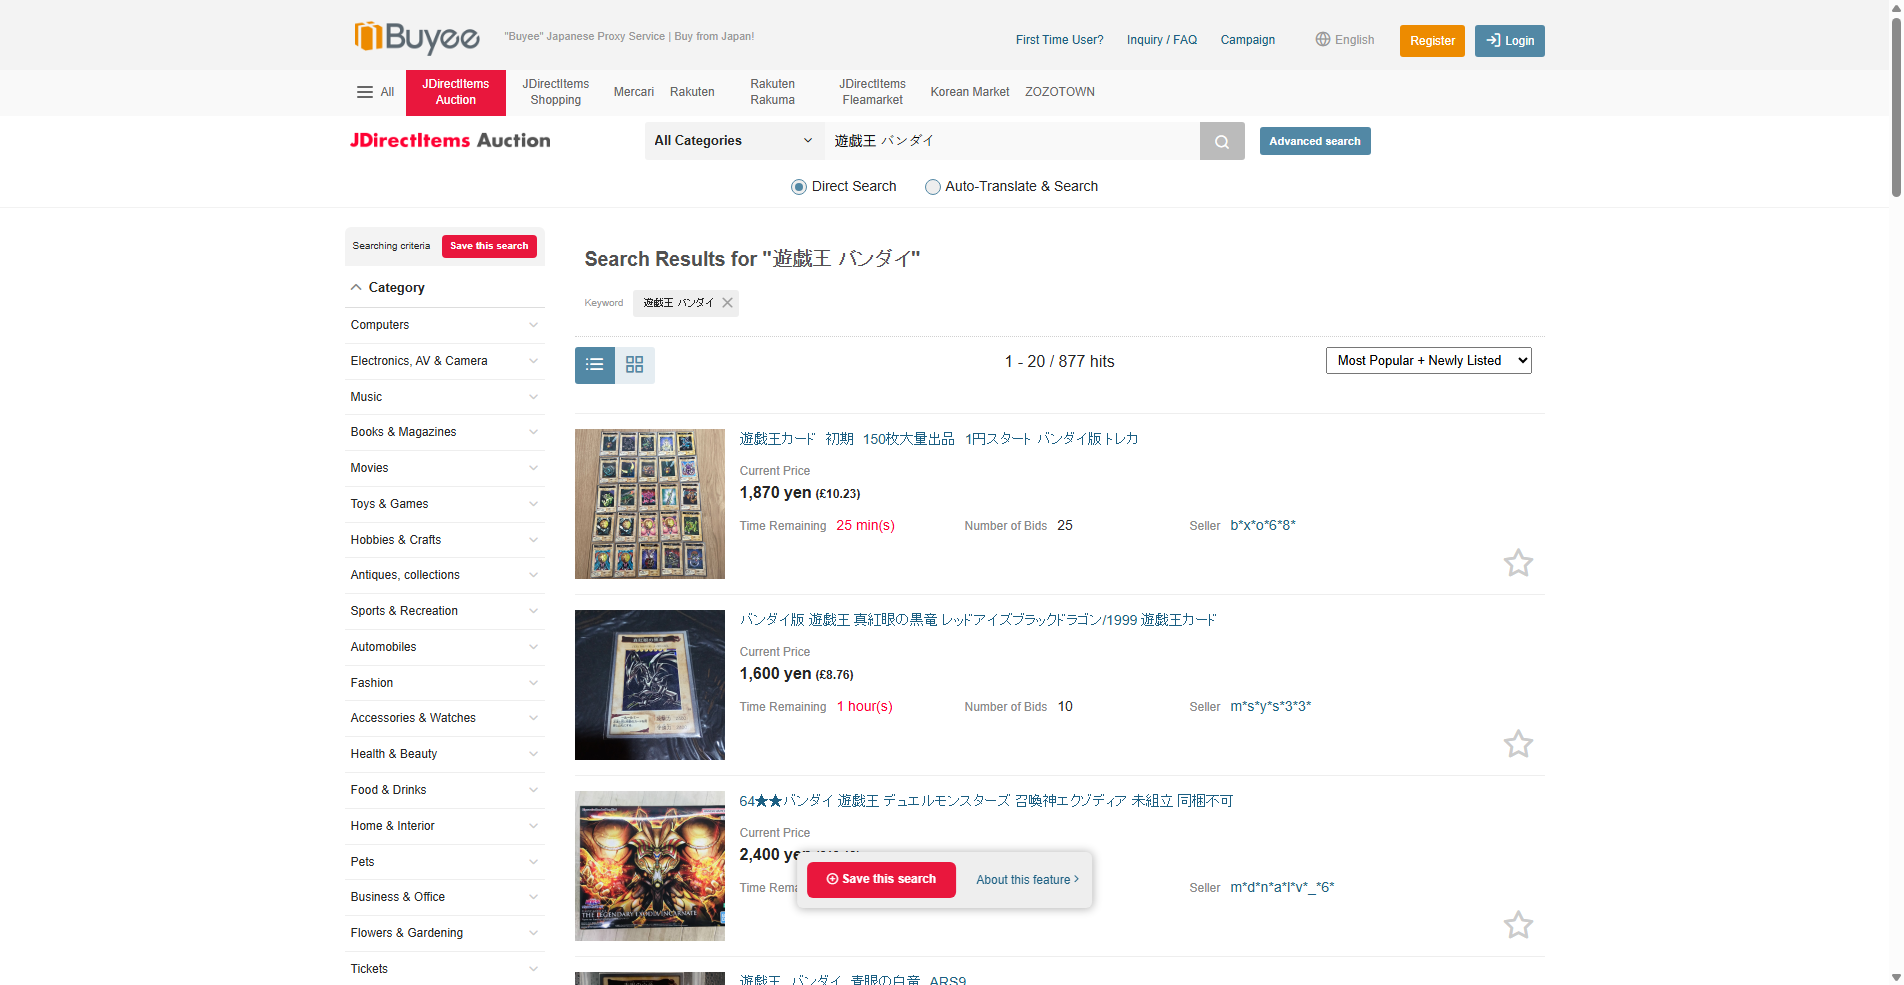 Buyee
"Buyee" Japanese Proxy Service | Buy from Japan!
First Time User?
Inquiry / FAQ
Campaign
English
Register
Login
All
JDirectItems
Auction
JDirectItems
Shopping
Mercari
Rakuten
Rakuten
Rakuma
JDirectItems
Fleamarket
Korean Market
ZOZOTOWN
JDirectItems Auction
All Categories
遊戯王 バンダイ
Advanced search
Direct Search
Auto-Translate & Search
Searching criteria
Save this search
Category
Computers
Electronics, AV & Camera
Music
Books & Magazines
Movies
Toys & Games
Hobbies & Crafts
Antiques, collections
Sports & Recreation
Automobiles
Fashion
Accessories & Watches
Health & Beauty
Food & Drinks
Home & Interior
Pets
Business & Office
Flowers & Gardening
Tickets
Search Results for "遊戯王 バンダイ"
Keyword
遊戯王 バンダイ
1 - 20 / 877 hits
Most Popular + Newly Listed
遊戯王カード 初期 150枚大量出品 1円スタート バンダイ版 トレカ
Current Price
1,870 yen (£10.23)
Time Remaining 25 min(s)
Number of Bids 25
Seller b*x*o*6*8*
バンダイ版 遊戯王 真紅眼の黒竜 レッドアイズブラックドラゴン/1999 遊戯王カード
Current Price
1,600 yen (£8.76)
Time Remaining 1 hour(s)
Number of Bids 10
Seller m*s*y*s*3*3*
64★★バンダイ 遊戯王 デュエルモンスターズ 召喚神エクゾディア 未組立 同梱不可
Current Price
2,400 yen
Time
Seller m*d*n*a*l*v*_*6*
THE LEGENDARY EXODIA INCARNATE
Save this search
About this feature
遊戯王 バンダイ 青眼の白竜 ARS9